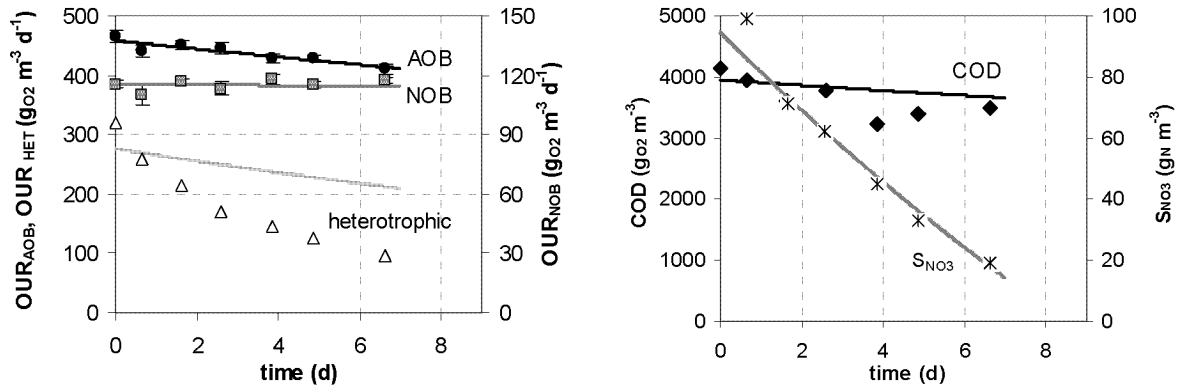 OUR_AOB, OUR_HET (g_O2 m⁻³ d⁻¹)
500
400
300
200
100
0
AOB
NOB
heterotrophic
150
120
90
60
30
0
OUR_NOB (g_O2 m⁻³ d⁻¹)
0 2 4 6 8
time (d)
COD (g_O2 m⁻³)
5000
4000
3000
2000
1000
0
COD
S_NO3
100
80
60
40
20
0
S_NO3 (g_N m⁻³)
0 2 4 6 8
time (d)